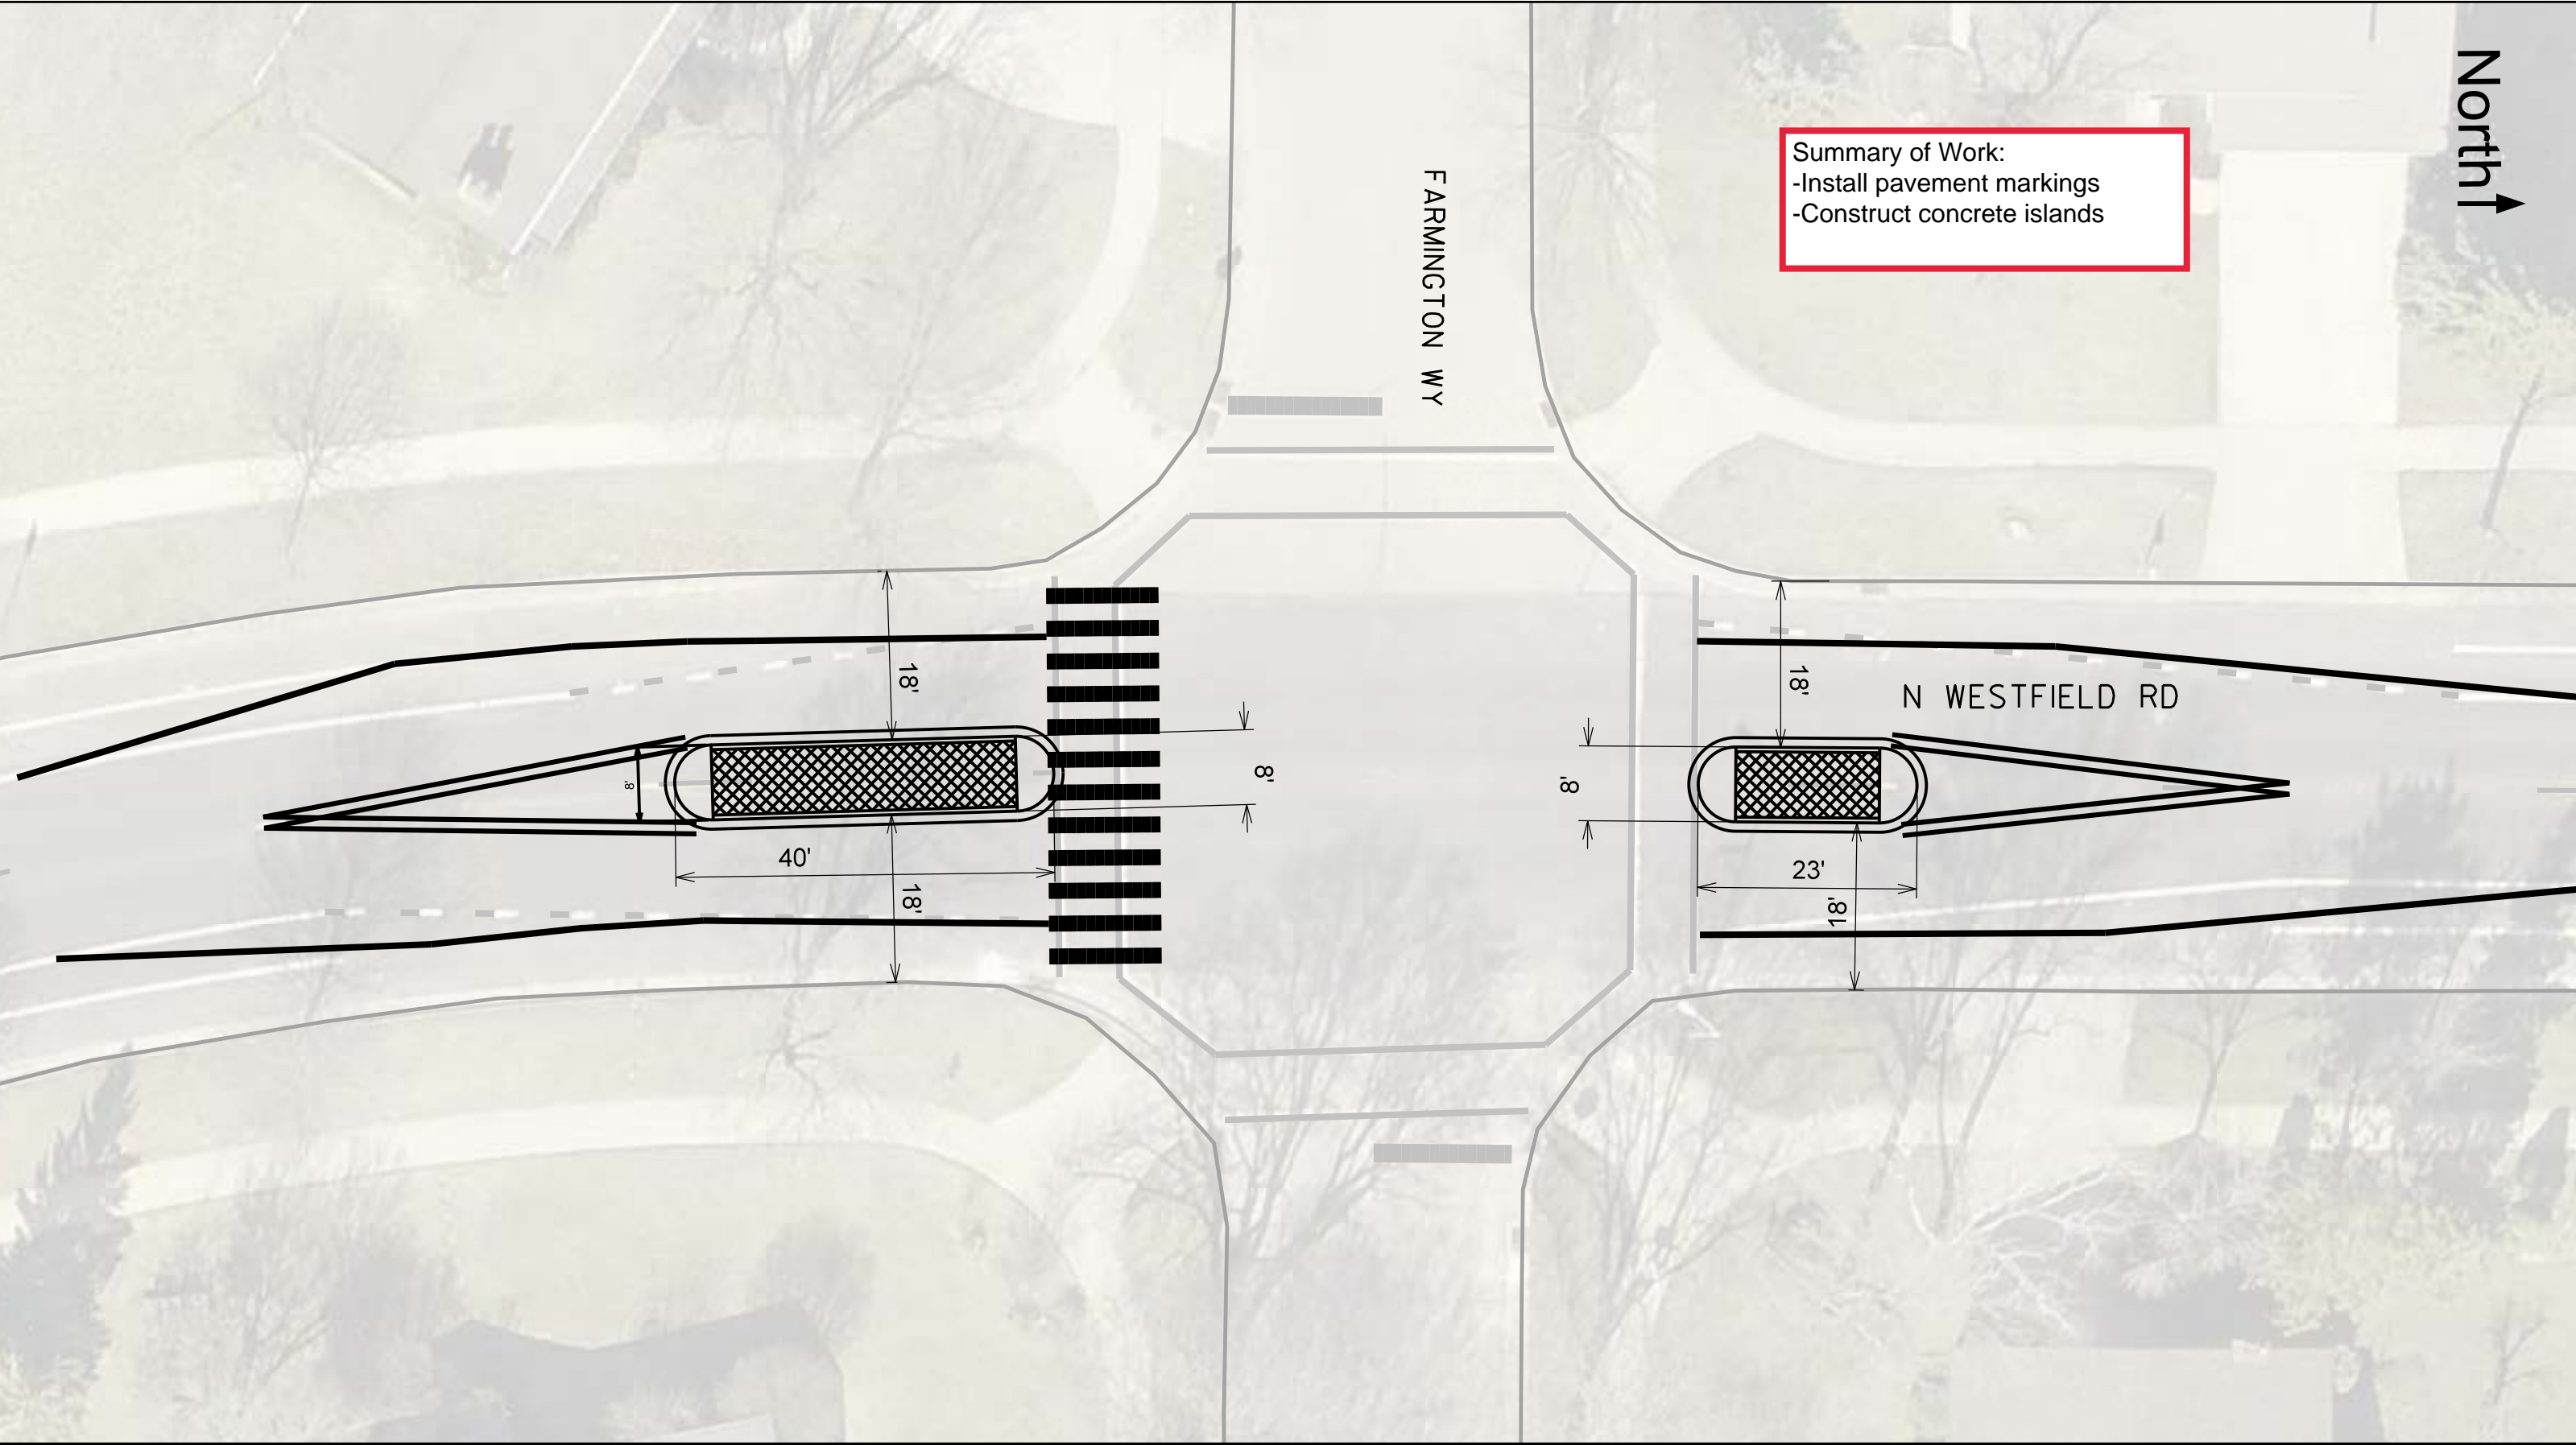 North
Summary of Work:
-Install pavement markings
-Construct concrete islands
FARMINGTON WY
18'
18'
N WESTFIELD RD
8'
8'
8'
40'
23'
18'
18'